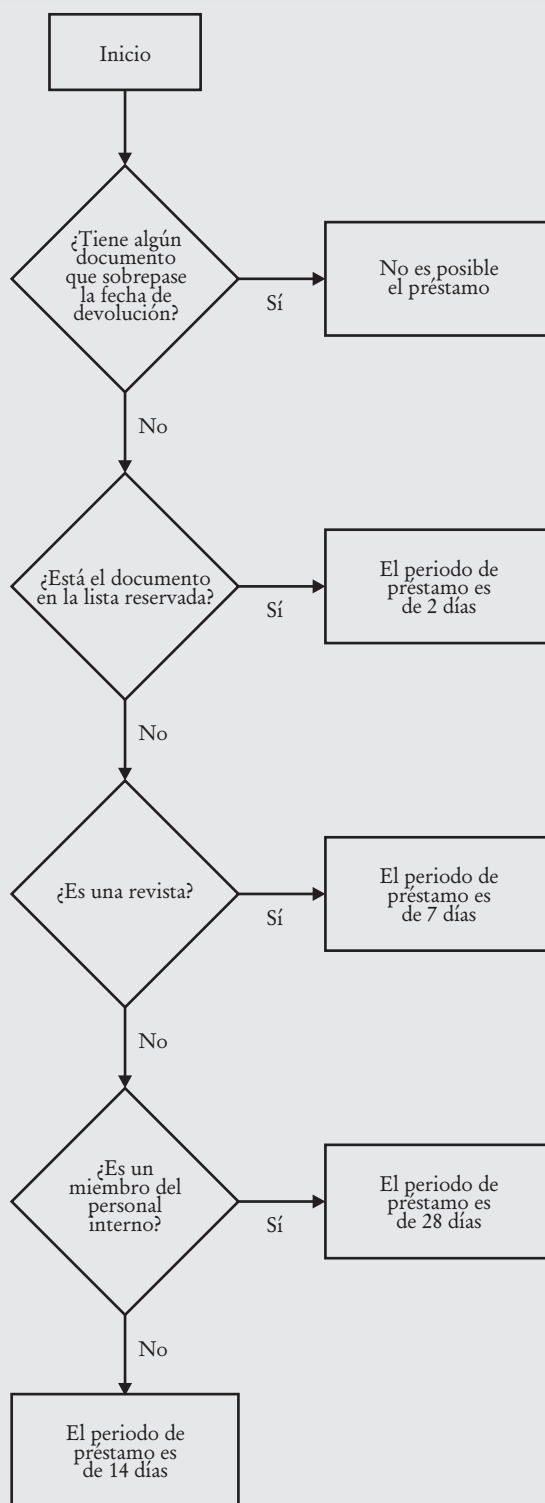 Inicio
¿Tiene algún
documento
que sobrepase
la fecha de
devolución?
Sí
No es posible
el préstamo
No
¿Está el documento
en la lista reservada?
Sí
El periodo de
préstamo es
de 2 días
No
¿Es una revista?
Sí
El periodo de
préstamo es
de 7 días
No
¿Es un
miembro del
personal
interno?
Sí
El periodo de
préstamo es
de 28 días
No
El periodo de
préstamo es
de 14 días